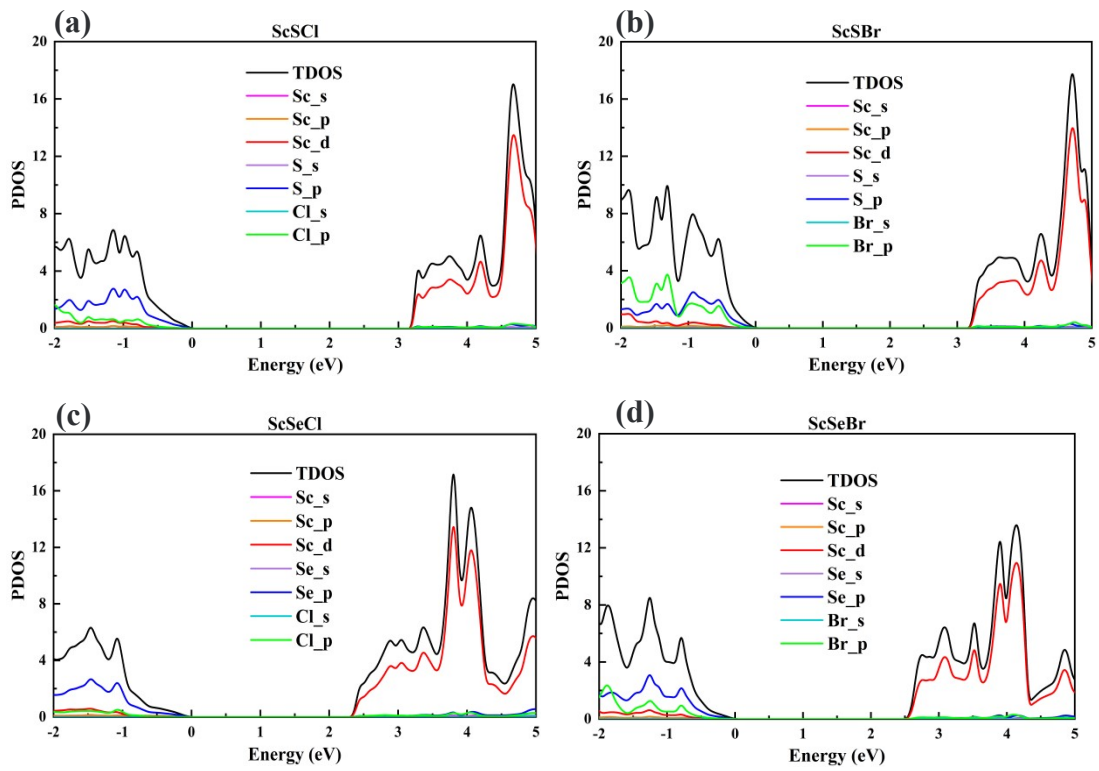 (a)
ScSCl
20
16
12
8
4
0
PDOS
TDOS
Sc_s
Sc_p
Sc_d
S_s
S_p
Cl_s
Cl_p
-2 -1 0 1 2 3 4 5
Energy (eV)
(b)
ScSBr
20
16
12
8
4
0
PDOS
TDOS
Sc_s
Sc_p
Sc_d
S_s
S_p
Br_s
Br_p
-2 -1 0 1 2 3 4 5
Energy (eV)
(c)
ScSeCl
20
16
12
8
4
0
PDOS
TDOS
Sc_s
Sc_p
Sc_d
Se_s
Se_p
Cl_s
Cl_p
-2 -1 0 1 2 3 4 5
Energy (eV)
(d)
ScSeBr
20
16
12
8
4
0
PDOS
TDOS
Sc_s
Sc_p
Sc_d
Se_s
Se_p
Br_s
Br_p
-2 -1 0 1 2 3 4 5
Energy (eV)